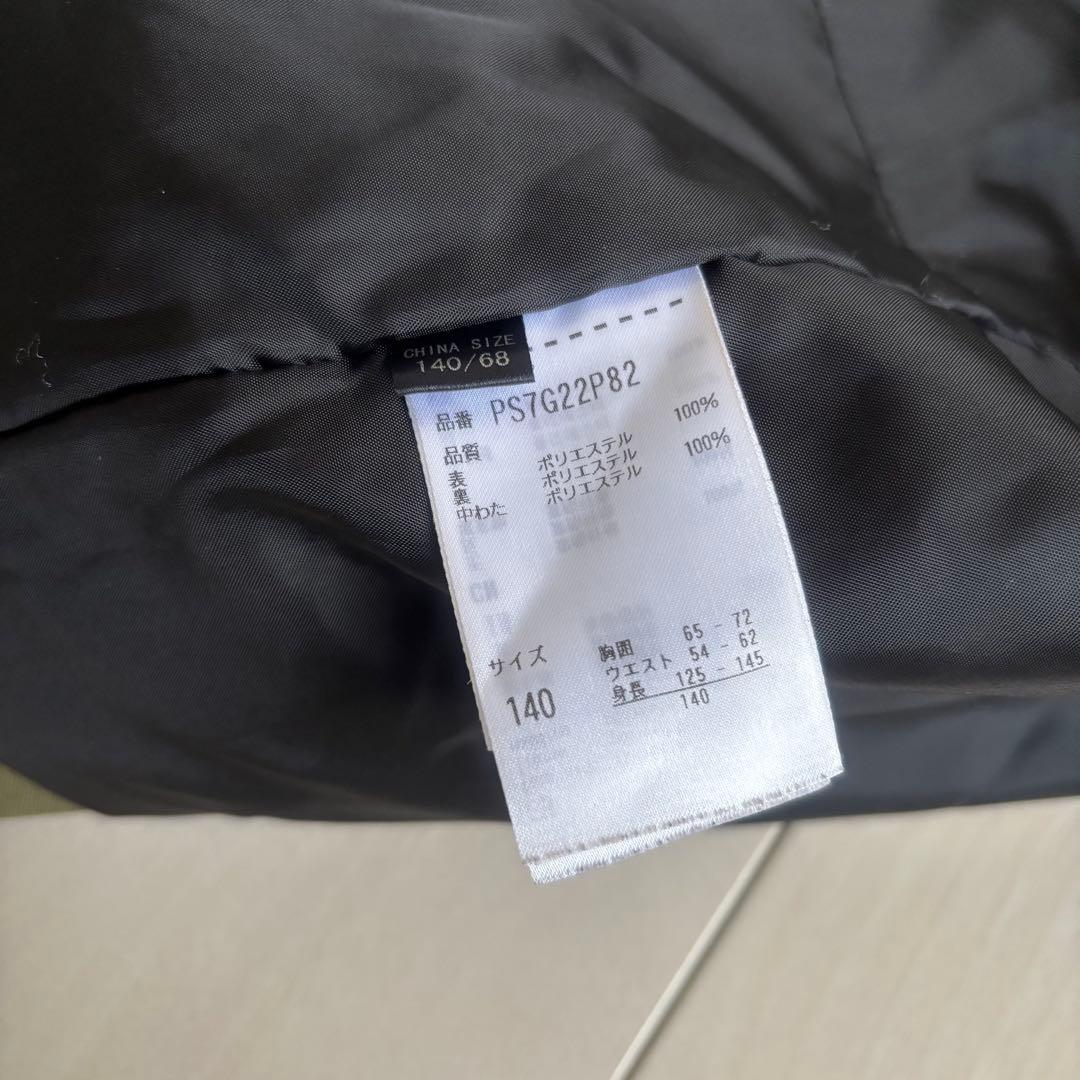 CHINA SIZE
140/68
品番 PS7G22P82
品質
表 ポリエステル 100%
裏 ポリエステル 100%
中わた ポリエステル
サイズ
140
胸囲 65 - 72
ウエスト 54 - 62
身長 125 - 145
140